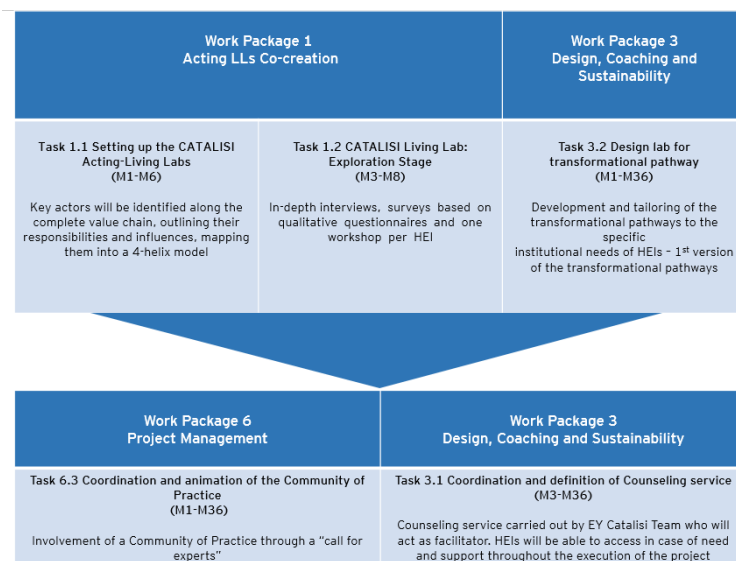 Work Package 1
Acting LLs Co-creation
Work Package 3
Design, Coaching and
Sustainability
Task 1.1 Setting up the CATALISI
Acting-Living Labs
(M1-M6)
Key actors will be identified along the
complete value chain, outlining their
responsibilities and influences, mapping
them into a 4-helix model
Task 1.2 CATALISI Living Lab:
Exploration Stage
(M3-M8)
In-depth interviews, surveys based on
qualitative questionnaires and one
workshop per HEI
Task 3.2 Design lab for
transformational pathway
(M1-M36)
Development and tailoring of the
transformational pathways to the
specific
institutional needs of HEIs – 1st version
of the transformational pathways
Work Package 6
Project Management
Work Package 3
Design, Coaching and Sustainability
Task 6.3 Coordination and animation of the Community of
Practice
(M1-M36)
Involvement of a Community of Practice through a “call for
experts”
Task 3.1 Coordination and definition of Counseling service
(M3-M36)
Counseling service carried out by EY Catalisi Team who will
act as facilitator. HEIs will be able to access in case of need
and support throughout the execution of the project